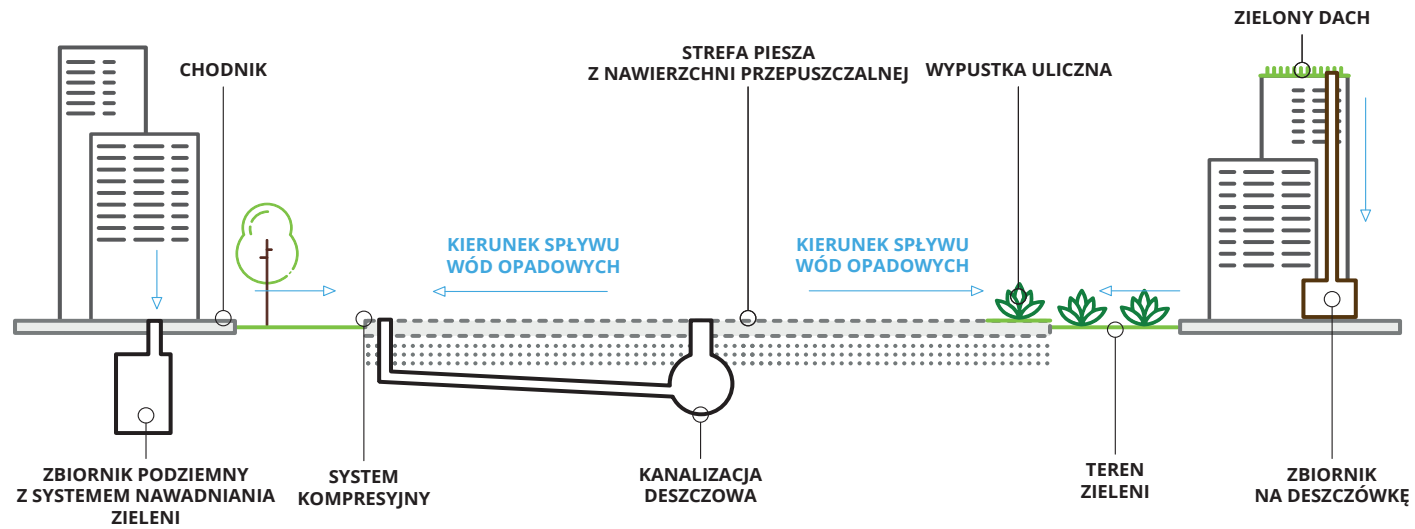 ZIELONY DACH
CHODNIK
STREFA PIESZA
Z NAWIERZCHNI PRZEPUSZCZALNEJ
WYPUSTKA ULICZNA
KIERUNEK SPŁYWU
WÓD OPADOWYCH
KIERUNEK SPŁYWU
WÓD OPADOWYCH
ZBIORNIK PODZIEMNY
Z SYSTEMEM NAWADNIANIA
ZIELENI
SYSTEM
KOMPRESYJNY
KANALIZACJA
DESZCZOWA
TEREN
ZIELENI
ZBIORNIK
NA DESZCZÓWKĘ